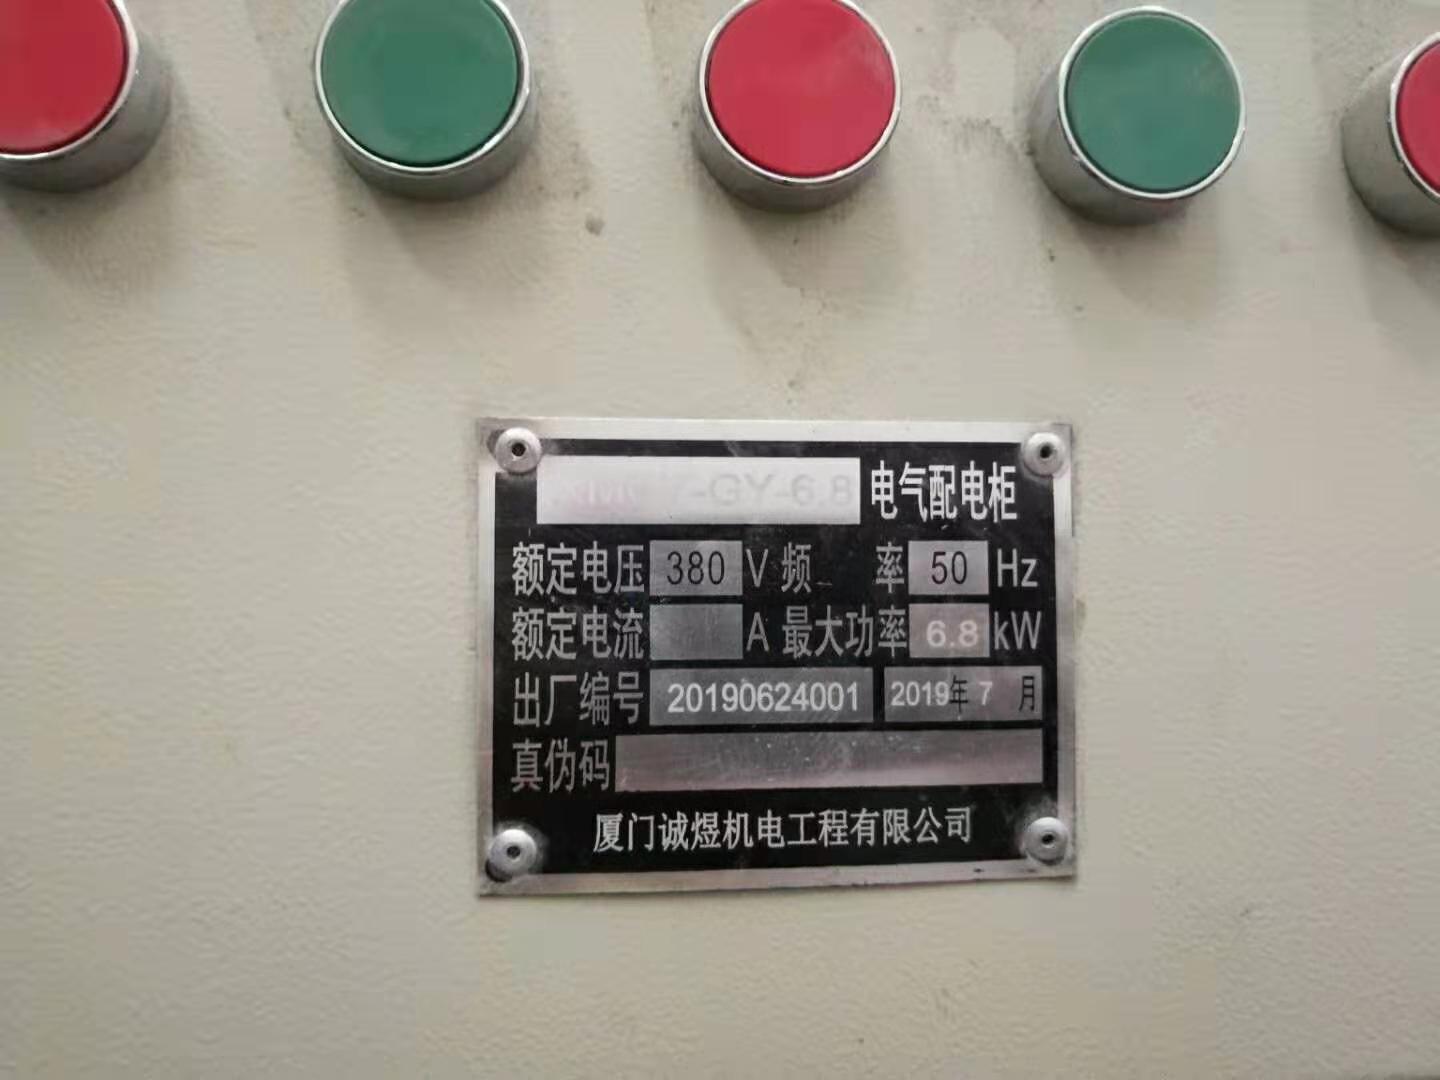 -GY-6.8 电气配电柜
额定电压 380 V 频 率 50 Hz
额定电流 A 最大功率 6.8 kW
出厂编号 20190624001 2019年 7 月
真伪码
厦门诚煜机电工程有限公司